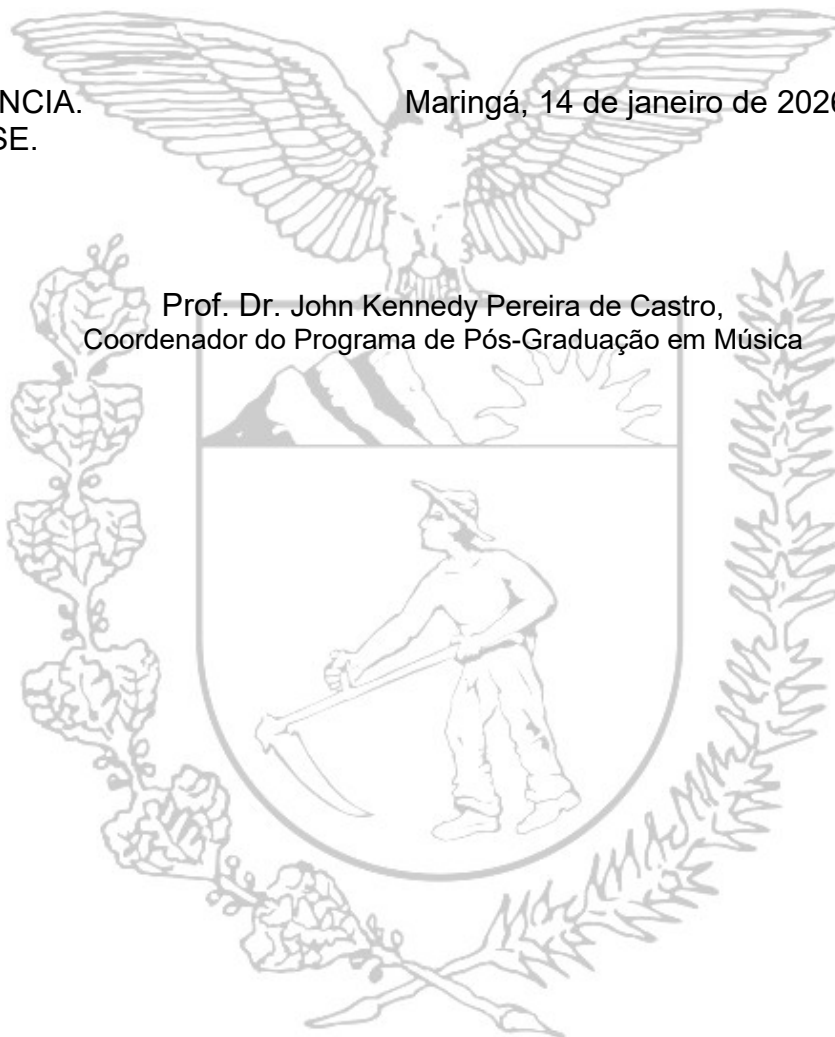 NCIA.
SE.
Maringá, 14 de janeiro de 2026
Prof. Dr. John Kennedy Pereira de Castro,
Coordenador do Programa de Pós-Graduação em Música